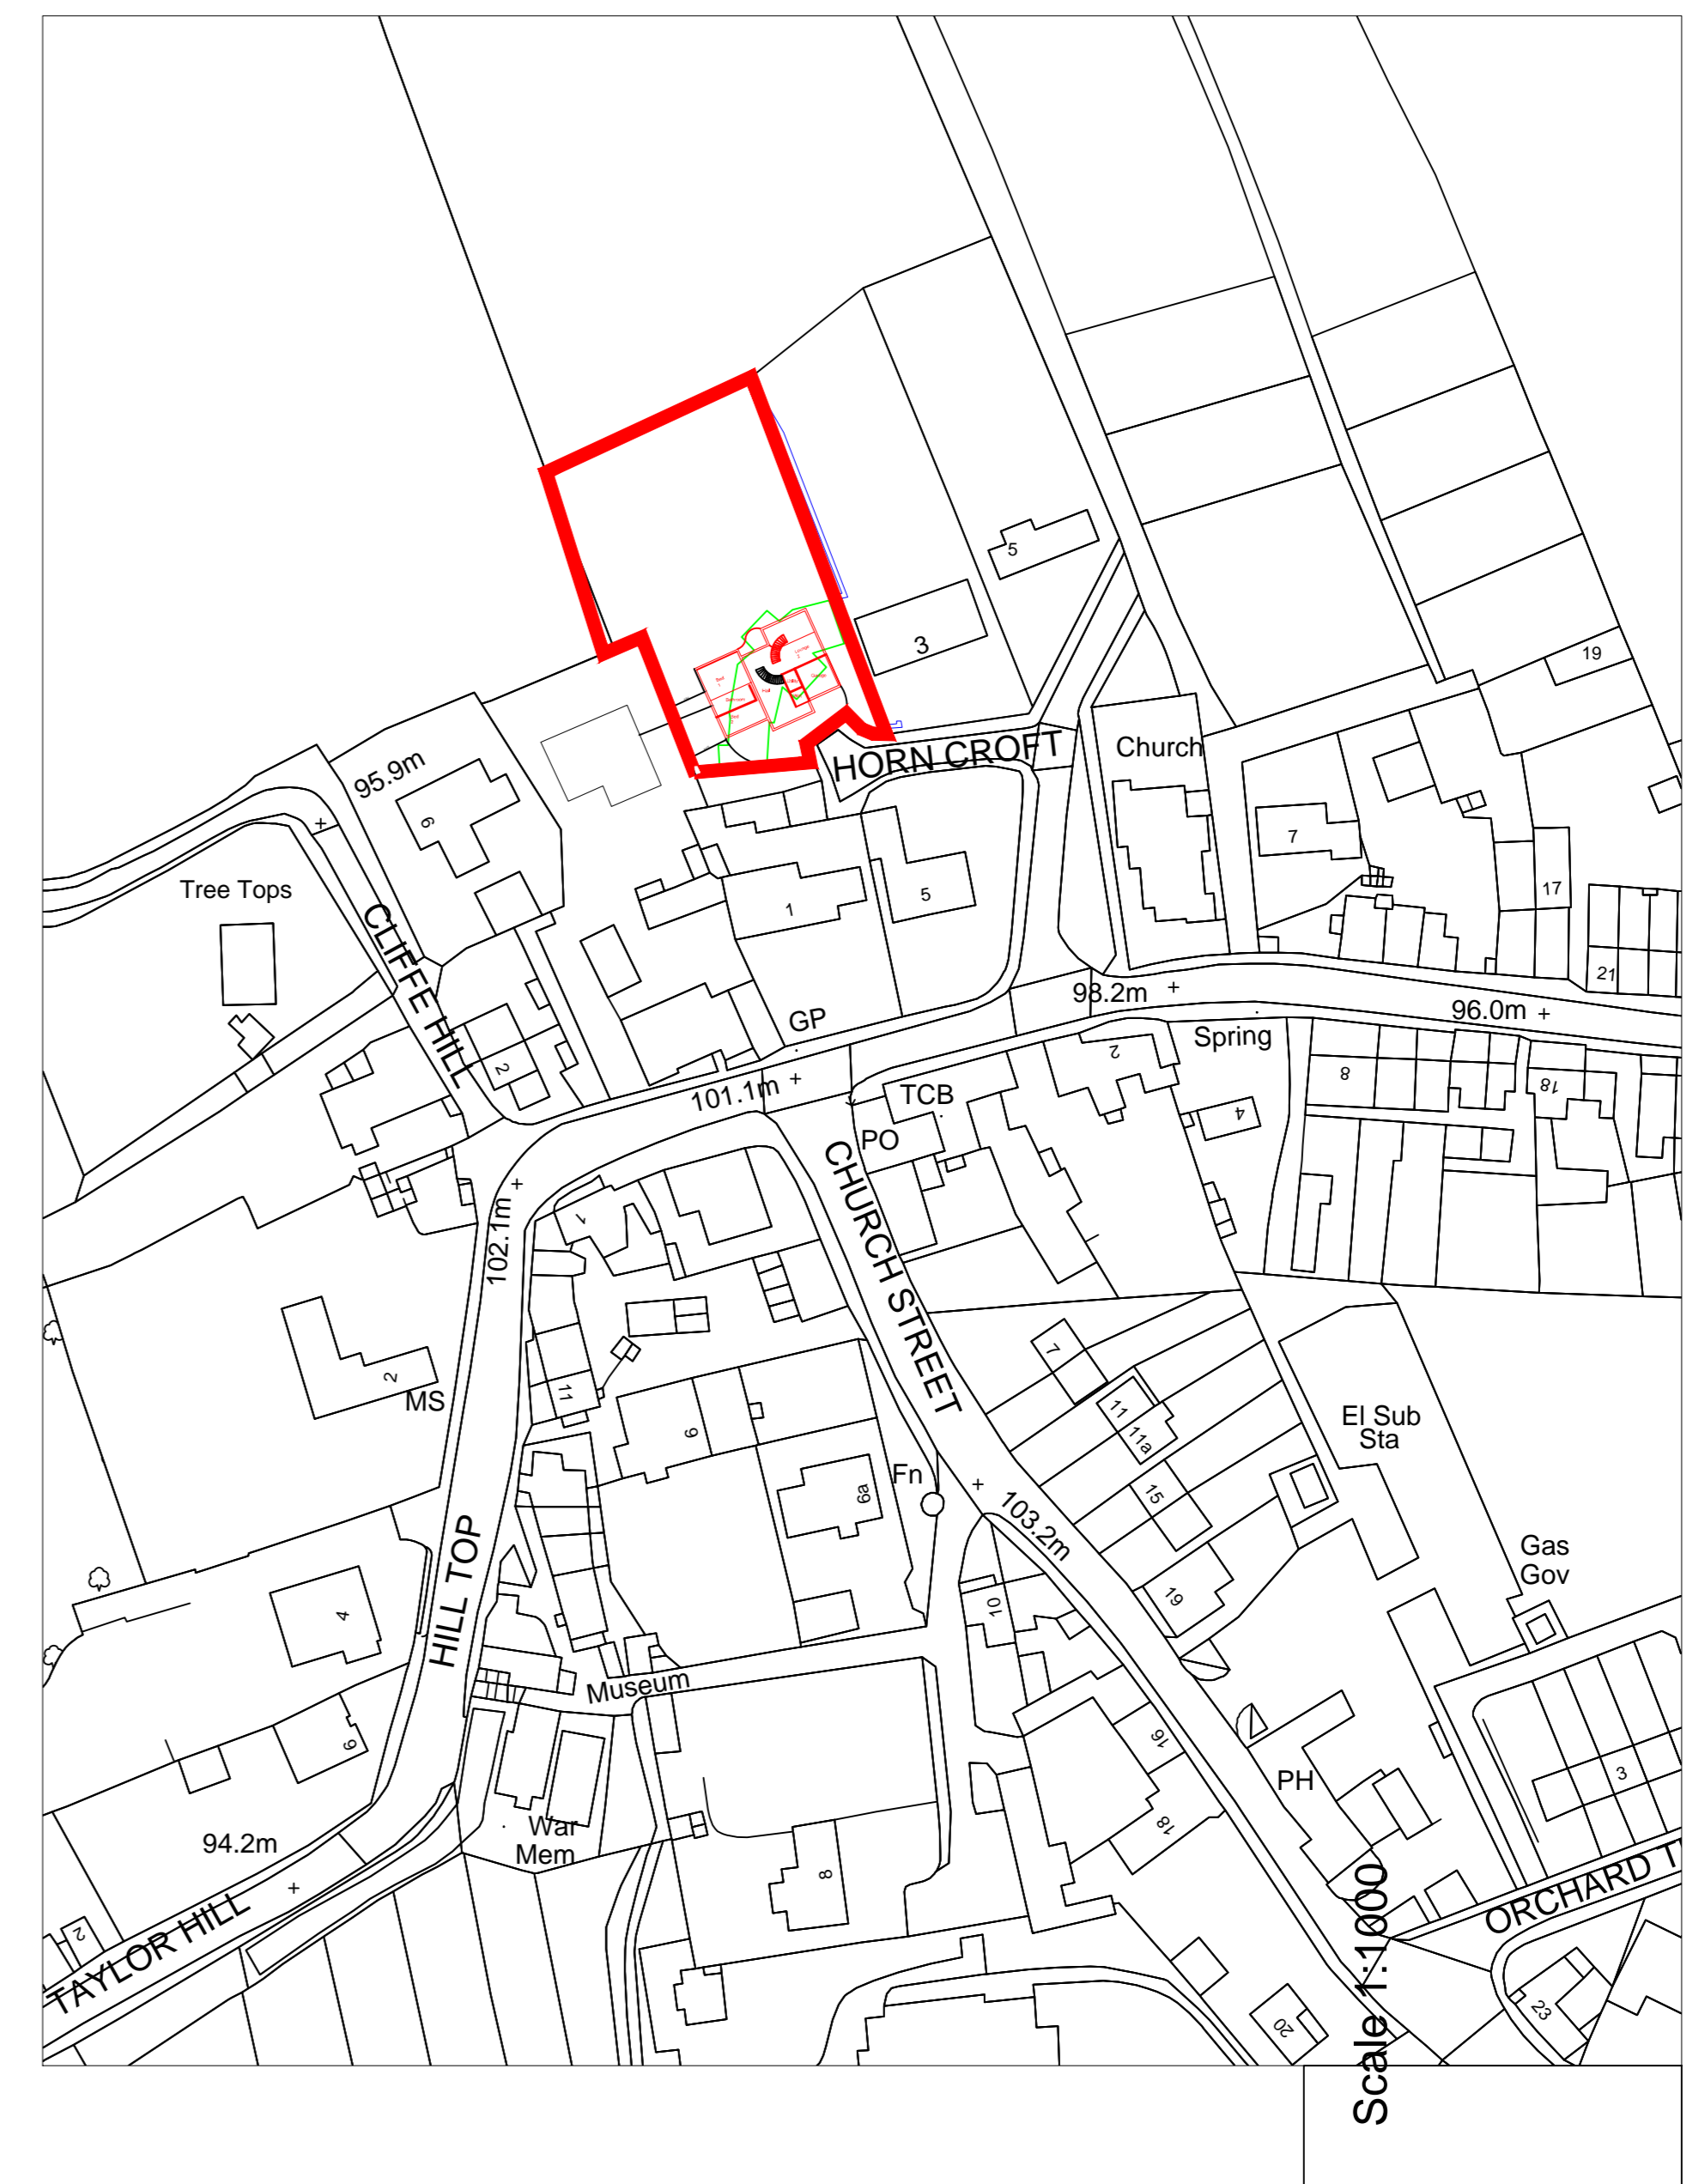 5
3
19
HORN CROFT
Church
95.9m
6
7
Tree Tops
1
5
17
CLIFFE HILL
21
98.2m
96.0m
GP
Spring
2
2
8
18
101.1m
TCB
4
PO
CHURCH STREET
102.1m
1
7
2
MS
11
11
11a
El Sub
Sta
9
6a
Fn
15
103.2m
Gas
Gov
HILL TOP
4
10
19
Museum
6
16
PH
3
War
Mem
18
94.2m
8
ORCHARD T
TAYLOR HILL
2
20
23
Scale 1:1000